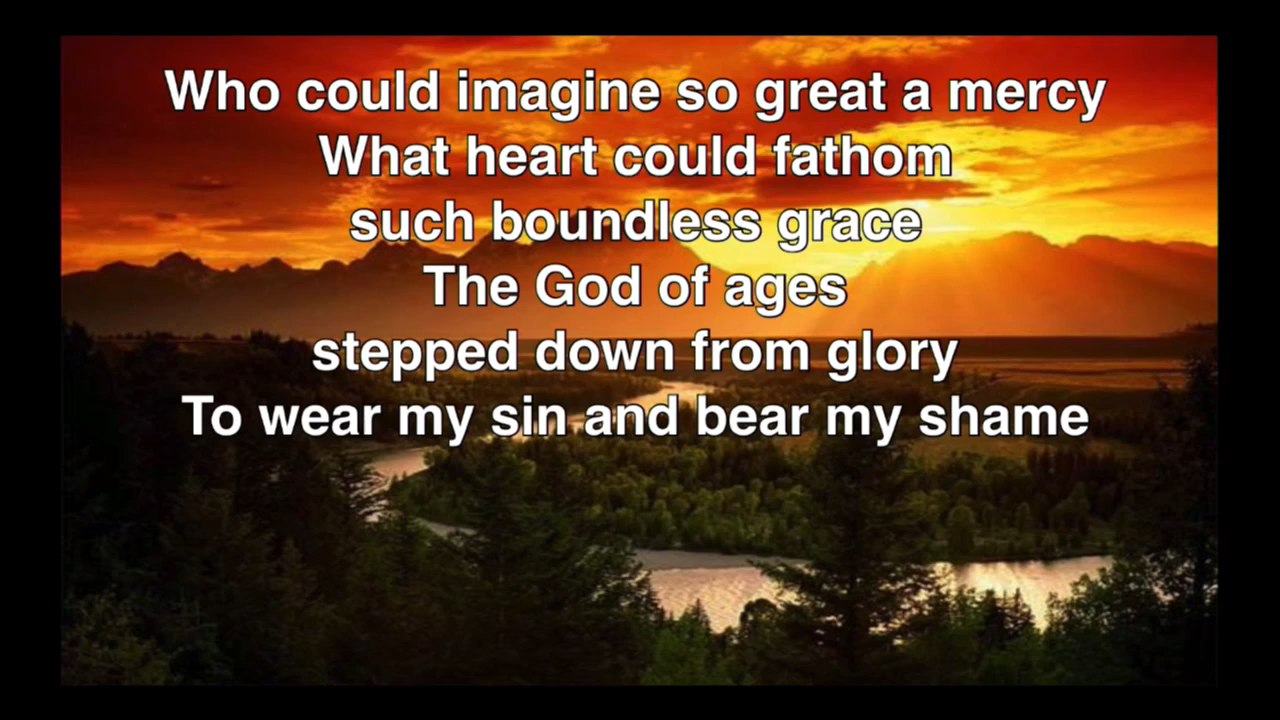 Who could imagine so great a mercy
What heart could fathom
such boundless grace
The God of ages
stepped down from glory
To wear my sin and bear my shame